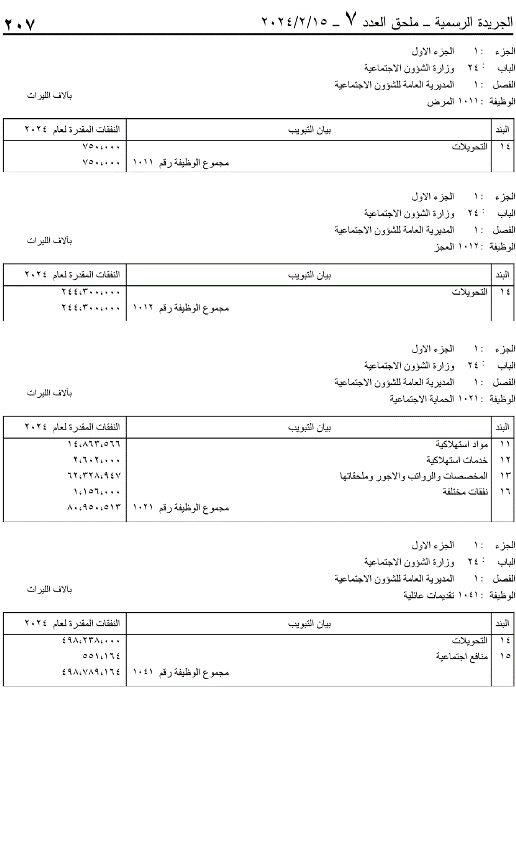 الجريدة الرسمية – ملحق العدد ٧ – ٢٠٢٤/٢/١٥ ٢٠٧
الجزء : ١ الجزء الاول
الباب : ٢٤ وزارة الشؤون الاجتماعية
الفصل : ١ المديرية العامة للشؤون الاجتماعية
بآلاف الليرات
الوظيفة : ١٠١١ المرض
البند بيان التبويب النفقات المقدرة لعام ٢٠٢٤
١٤ التحويلات ٧٥٠،٠٠٠
مجموع الوظيفة رقم ١٠١١ ٧٥٠،٠٠٠
الجزء : ١ الجزء الاول
الباب : ٢٤ وزارة الشؤون الاجتماعية
الفصل : ١ المديرية العامة للشؤون الاجتماعية
بآلاف الليرات
الوظيفة : ١٠١٢ العجز
البند بيان التبويب النفقات المقدرة لعام ٢٠٢٤
١٤ التحويلات ٢٤٤،٣٠٠،٠٠٠
مجموع الوظيفة رقم ١٠١٢ ٢٤٤،٣٠٠،٠٠٠
الجزء : ١ الجزء الاول
الباب : ٢٤ وزارة الشؤون الاجتماعية
الفصل : ١ المديرية العامة للشؤون الاجتماعية
بآلاف الليرات
الوظيفة : ١٠٢١ الحماية الاجتماعية
البند بيان التبويب النفقات المقدرة لعام ٢٠٢٤
١١ مواد استهلاكية ١٤،٨٦٣،٥٦٦
١٢ خدمات استهلاكية ٢،٦٠٢،٠٠٠
١٣ المخصصات والرواتب والاجور وملحقاتها ٦٢،٣٢٨،٩٤٧
١٦ نفقات مختلفة ١،١٥٦،٠٠٠
مجموع الوظيفة رقم ١٠٢١ ٨٠،٩٥٠،٥١٣
الجزء : ١ الجزء الاول
الباب : ٢٤ وزارة الشؤون الاجتماعية
الفصل : ١ المديرية العامة للشؤون الاجتماعية
بآلاف الليرات
الوظيفة : ١٠٤١ تقديمات عائلية
البند بيان التبويب النفقات المقدرة لعام ٢٠٢٤
١٤ التحويلات ٤٩٨،٢٣٨،٠٠٠
١٥ منافع اجتماعية ٥٥١،١٦٤
مجموع الوظيفة رقم ١٠٤١ ٤٩٨،٧٨٩،١٦٤